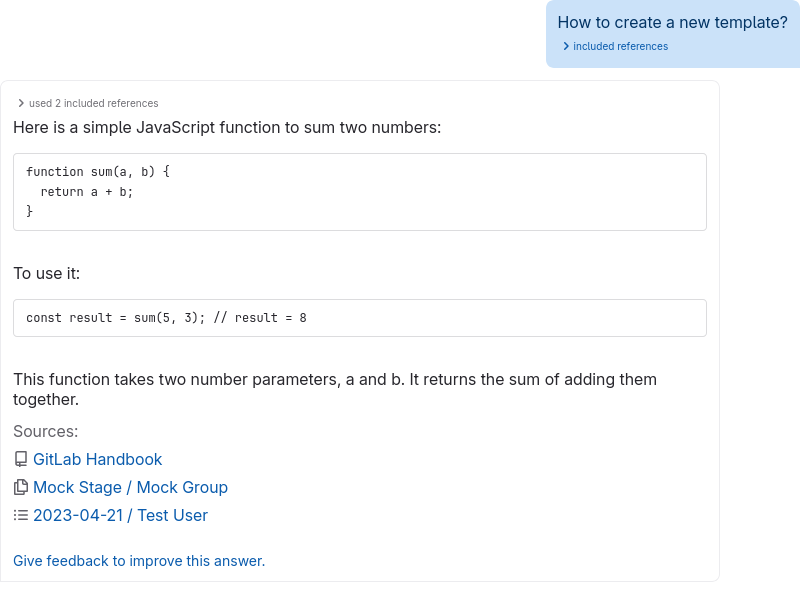 How to create a new template?
included references
used 2 included references
Here is a simple JavaScript function to sum two numbers:
function sum(a, b) {
  return a + b;
}
To use it:
const result = sum(5, 3); // result = 8
This function takes two number parameters, a and b. It returns the sum of adding them
together.
Sources:
GitLab Handbook
Mock Stage / Mock Group
2023-04-21 / Test User
Give feedback to improve this answer.